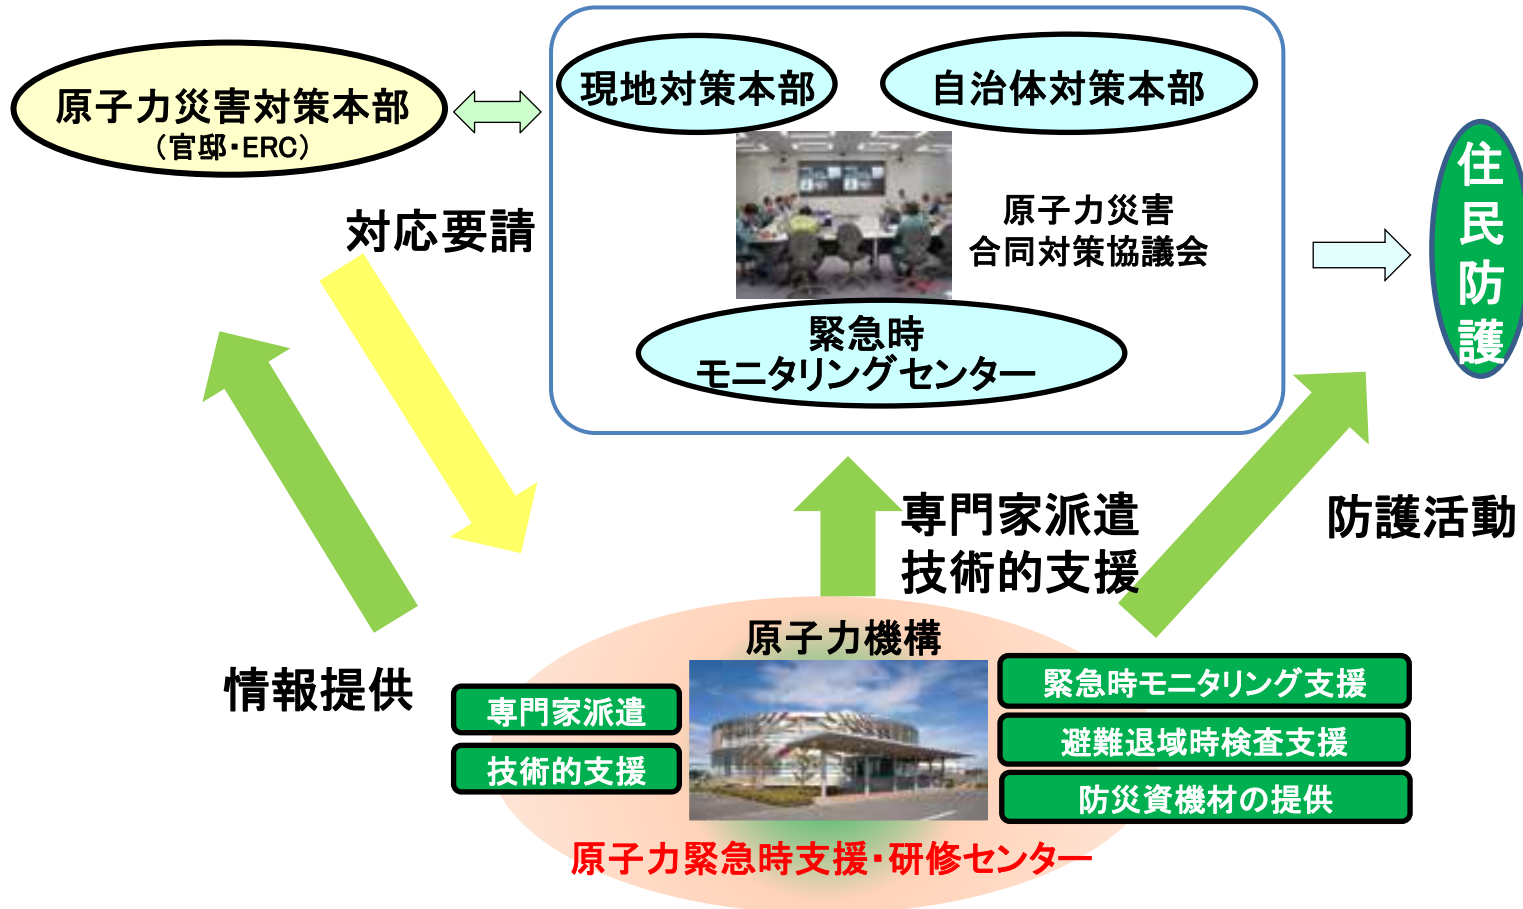 原子力災害対策本部
（官邸・ERC）
現地対策本部
自治体対策本部
原子力災害
合同対策協議会
緊急時
モニタリングセンター
住民防護
対応要請
専門家派遣
技術的支援
防護活動
情報提供
原子力機構
専門家派遣
技術的支援
緊急時モニタリング支援
避難退域時検査支援
防災資機材の提供
原子力緊急時支援・研修センター